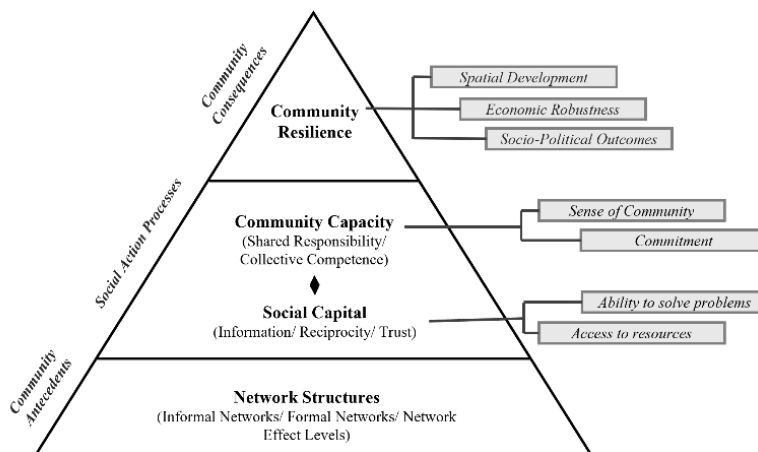 Community
Consequences
Social Action Processes
Community
Antecedents
Community
Resilience
Spatial Development
Economic Robustness
Socio-Political Outcomes
Community Capacity
(Shared Responsibility/
Collective Competence)
Sense of Community
Commitment
Social Capital
(Information/ Reciprocity/ Trust)
Ability to solve problems
Access to resources
Network Structures
(Informal Networks/ Formal Networks/ Network
Effect Levels)